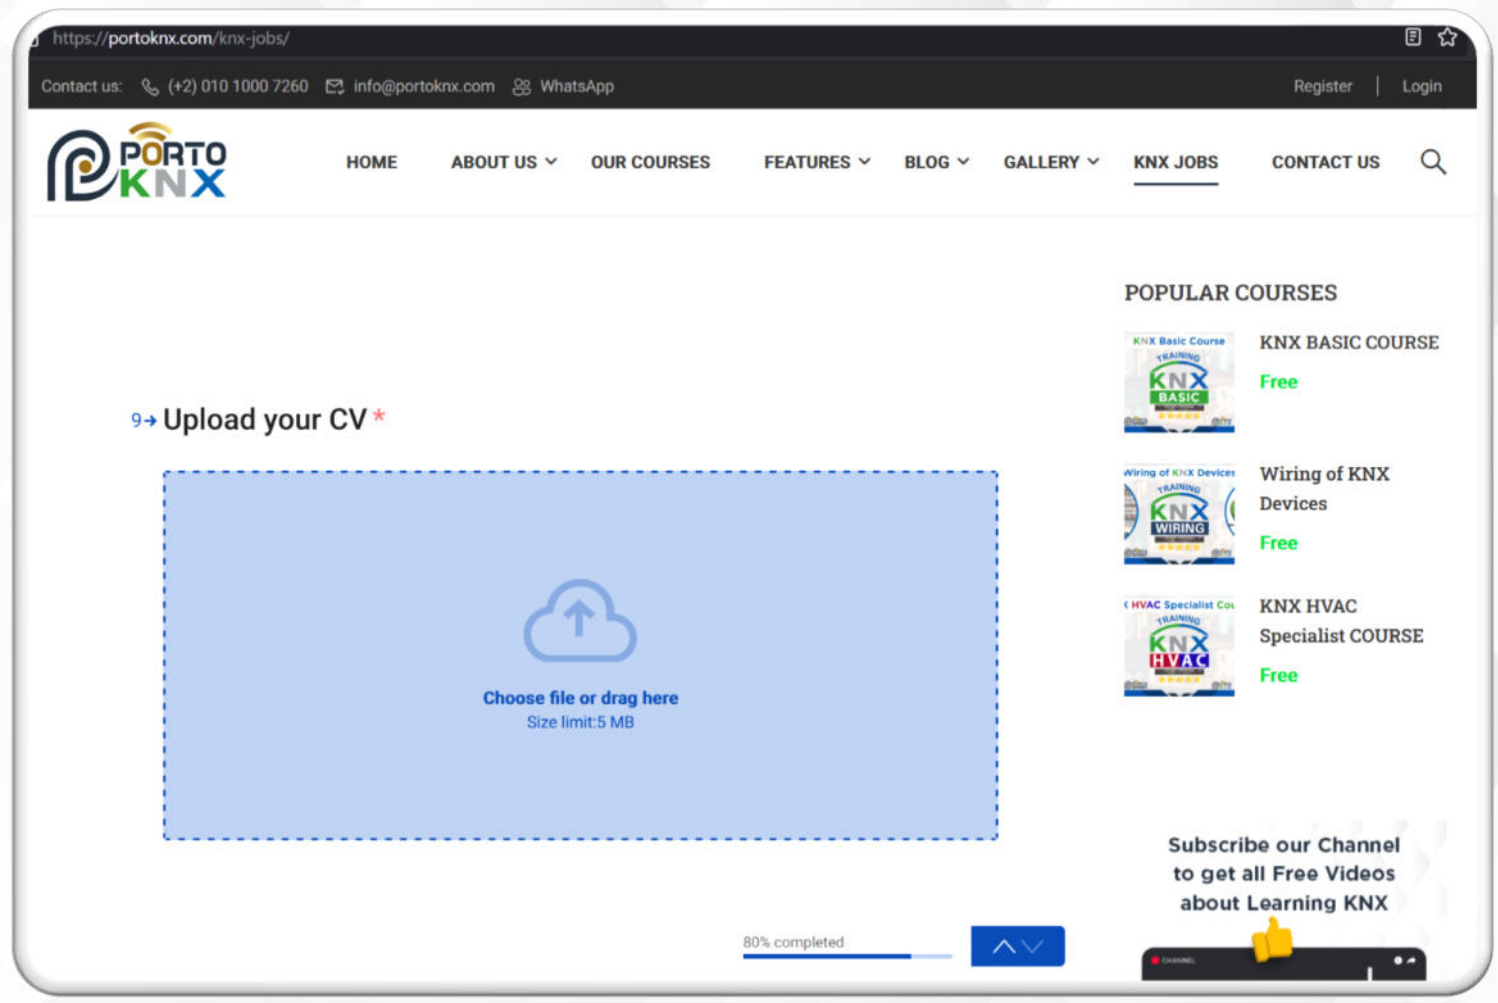 https://portoknx.com/knx-jobs/
Contact us: (+2) 010 1000 7260 info@portoknx.com WhatsApp Register | Login
PORTO
KNX
HOME ABOUT US OUR COURSES FEATURES BLOG GALLERY KNX JOBS CONTACT US
9→ Upload your CV *
Choose file or drag here
Size limit:5 MB
80% completed
POPULAR COURSES
KNX Basic Course
TRAINING
KNX
BASIC
KNX BASIC COURSE
Free
Wiring of KNX Devices
TRAINING
KNX
WIRING
Wiring of KNX
Devices
Free
HVAC Specialist Cou
TRAINING
KNX
HVAC
KNX HVAC
Specialist COURSE
Free
Subscribe our Channel
to get all Free Videos
about Learning KNX
CHANNEL